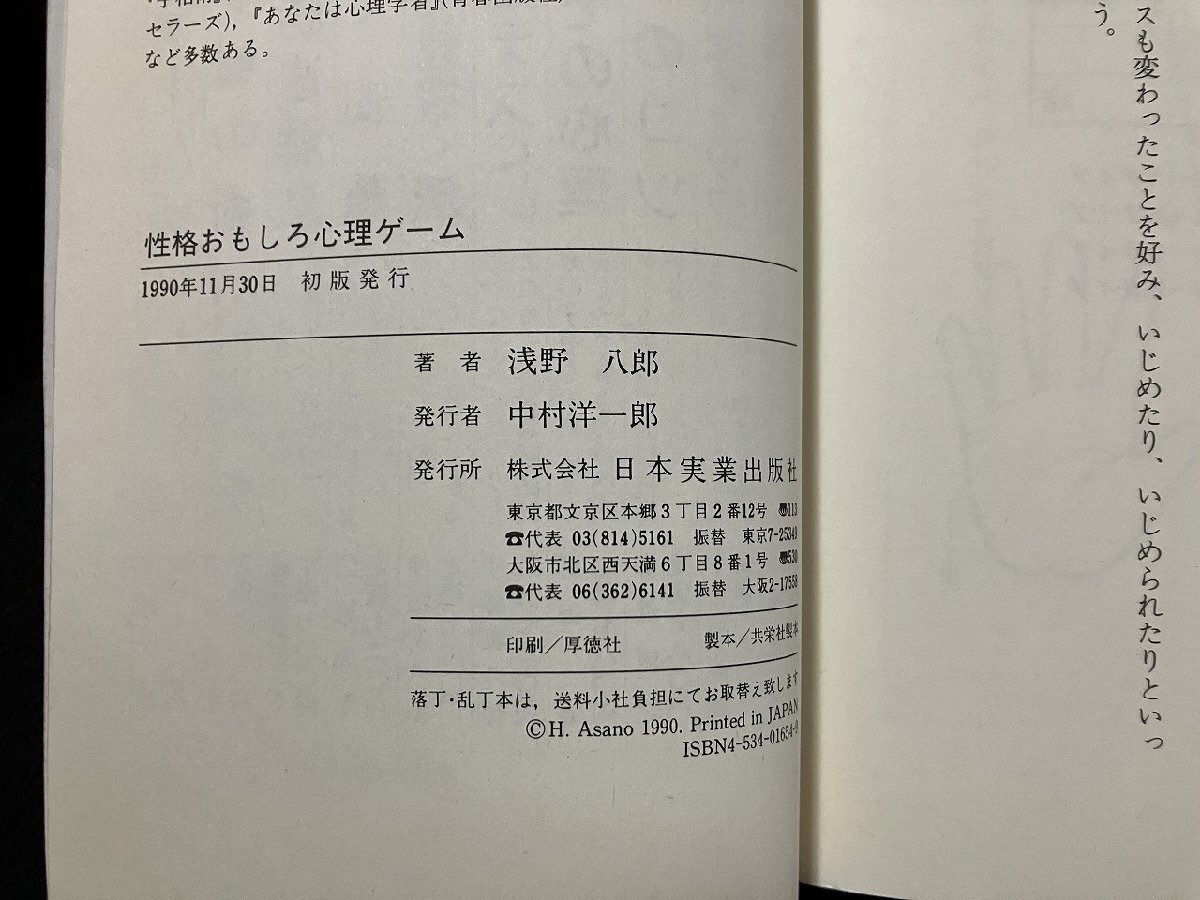 セラーズ),『あなたは心理学者』(青春出版社)
など多数ある。
性格おもしろ心理ゲーム
1990年11月30日 初版発行
著者 浅野 八郎
発行者 中村洋一郎
発行所 株式会社 日本実業出版社
東京都文京区本郷3丁目2番12号 〠113
☎代表 03(814)5161 振替 東京7-25349
大阪市北区西天満6丁目8番1号 〠530
☎代表 06(362)6141 振替 大阪2-17558
印刷/厚徳社 製本/共栄社製本
落丁・乱丁本は,送料小社負担にてお取替え致します
©H. Asano 1990. Printed in JAPAN
ISBN4-534-01654-9
スも変わったことを好み、いじめたり、いじめられたりといっ
う。